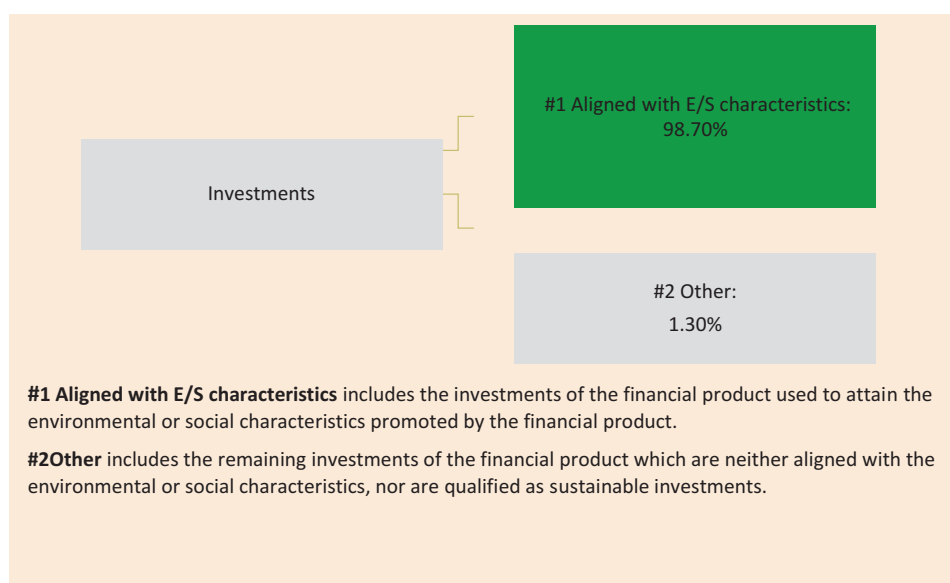 #1 Aligned with E/S characteristics:
98.70%
Investments
#2 Other:
1.30%
#1 Aligned with E/S characteristics includes the investments of the financial product used to attain the
environmental or social characteristics promoted by the financial product.
#2Other includes the remaining investments of the financial product which are neither aligned with the
environmental or social characteristics, nor are qualified as sustainable investments.